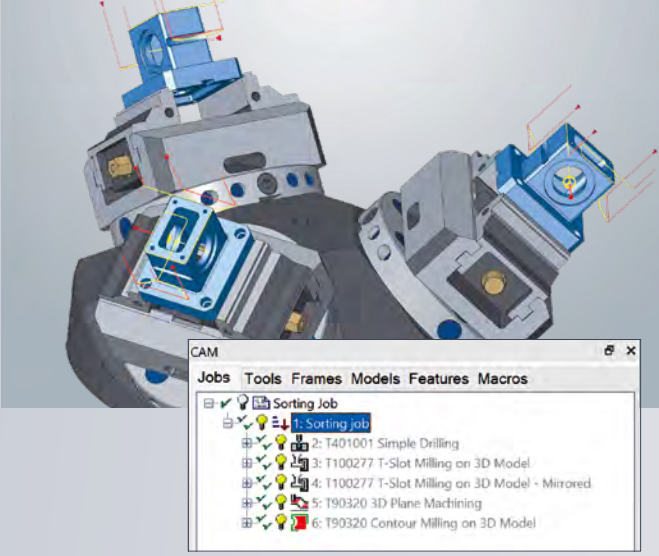 CAM
Jobs Tools Frames Models Features Macros
Sorting Job
1: Sorting job
2: T401001 Simple Drilling
3: T100277 T-Slot Milling on 3D Model
4: T100277 T-Slot Milling on 3D Model - Mirrored
5: T90320 3D Plane Machining
6: T90320 Contour Milling on 3D Model